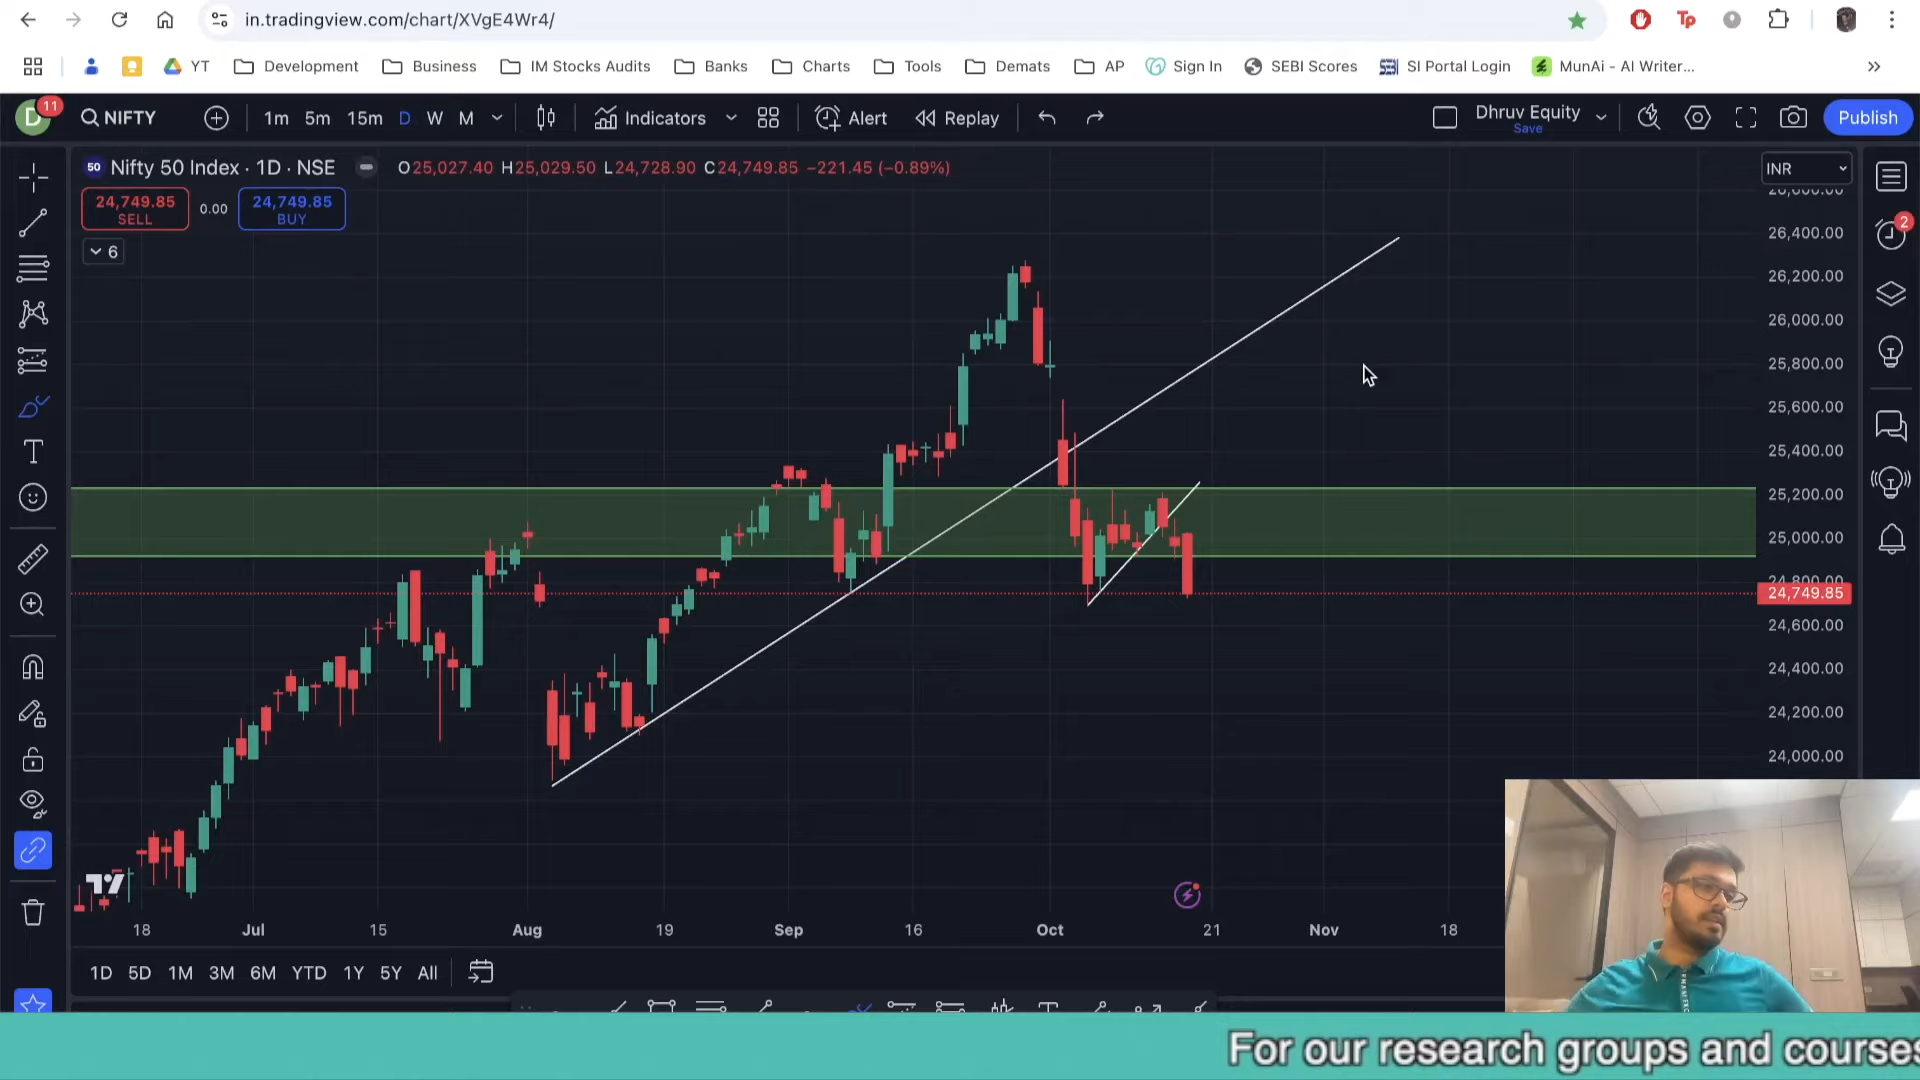 in.tradingview.com/chart/XVgE4Wr4/
Tp
YT Development Business IM Stocks Audits Banks Charts Tools Demats AP Sign In SEBI Scores SI Portal Login MunAi - AI Writer...
D 11 NIFTY 1m 5m 15m D W M Indicators Alert Replay Dhruv Equity Save Publish
50 Nifty 50 Index · 1D · NSE O25,027.40 H25,029.50 L24,728.90 C24,749.85 −221.45 (−0.89%)
INR
24,749.85 SELL 0.00 24,749.85 BUY
2
6
26,400.00
26,200.00
26,000.00
25,800.00
25,600.00
25,400.00
25,200.00
25,000.00
24,800.00
24,749.85
24,600.00
24,400.00
24,200.00
24,000.00
18 Jul 15 Aug 19 Sep 16 Oct 21 Nov 18
1D 5D 1M 3M 6M YTD 1Y 5Y All
For our research groups and courses